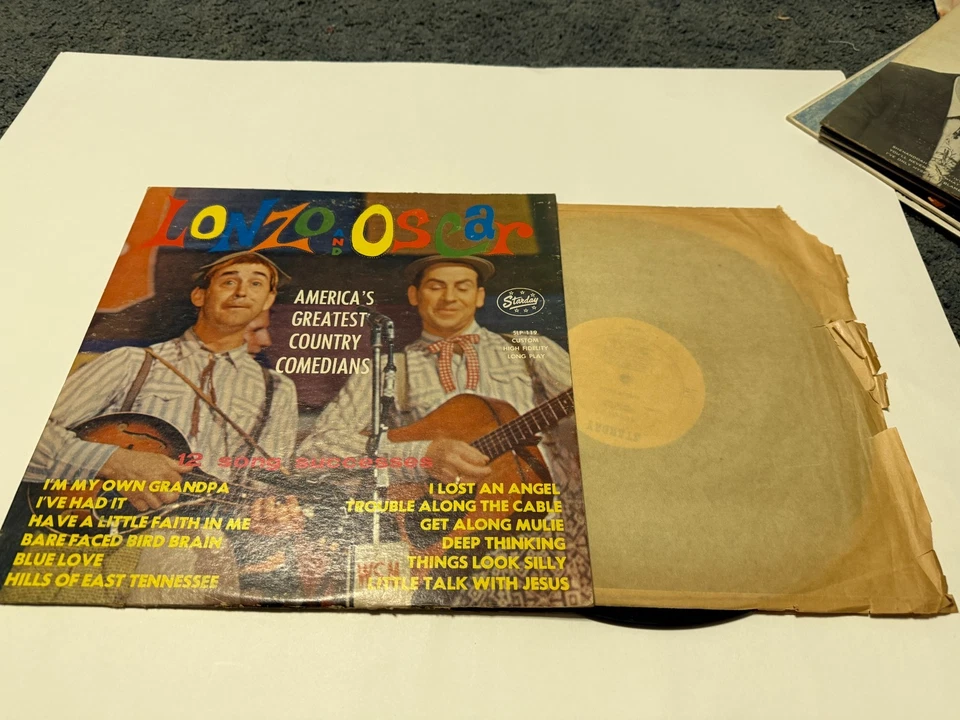 LONZO AND OSCAR
AMERICA'S
GREATEST
COUNTRY
COMEDIANS
Starday
SLP 119
CUSTOM
HIGH FIDELITY
LONG PLAY
12 song successes
I'M MY OWN GRANDPA
I'VE HAD IT
HAVE A LITTLE FAITH IN ME
BARE FACED BIRD BRAIN
BLUE LOVE
HILLS OF EAST TENNESSEE
I LOST AN ANGEL
TROUBLE ALONG THE CABLE
GET ALONG MULIE
DEEP THINKING
THINGS LOOK SILLY
LITTLE TALK WITH JESUS
WSM
STARDAY